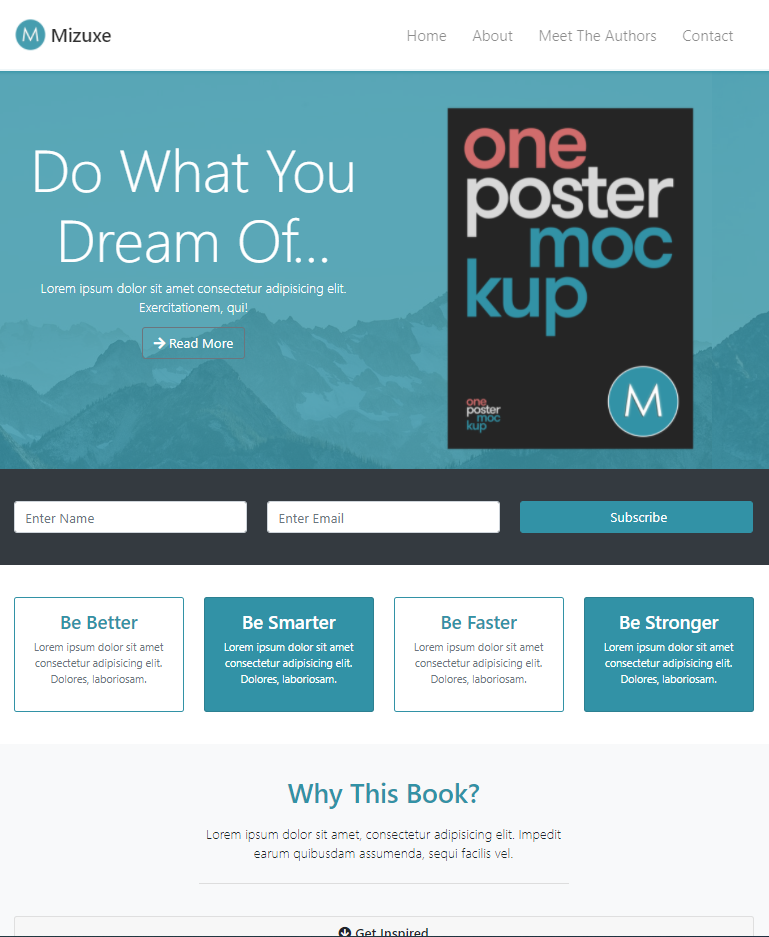 M Mizuxe
Home About Meet The Authors Contact
Do What You
Dream Of...
Lorem ipsum dolor sit amet consectetur adipisicing elit.
Exercitationem, qui!
Read More
one
poster
moc
kup
one
poster
moc
kup
M
Enter Name
Enter Email
Subscribe
Be Better
Lorem ipsum dolor sit amet
consectetur adipisicing elit.
Dolores, laboriosam.
Be Smarter
Lorem ipsum dolor sit amet
consectetur adipisicing elit.
Dolores, laboriosam.
Be Faster
Lorem ipsum dolor sit amet
consectetur adipisicing elit.
Dolores, laboriosam.
Be Stronger
Lorem ipsum dolor sit amet
consectetur adipisicing elit.
Dolores, laboriosam.
Why This Book?
Lorem ipsum dolor sit amet, consectetur adipisicing elit. Impedit
earum quibusdam assumenda, sequi facilis vel.
Get Inspired